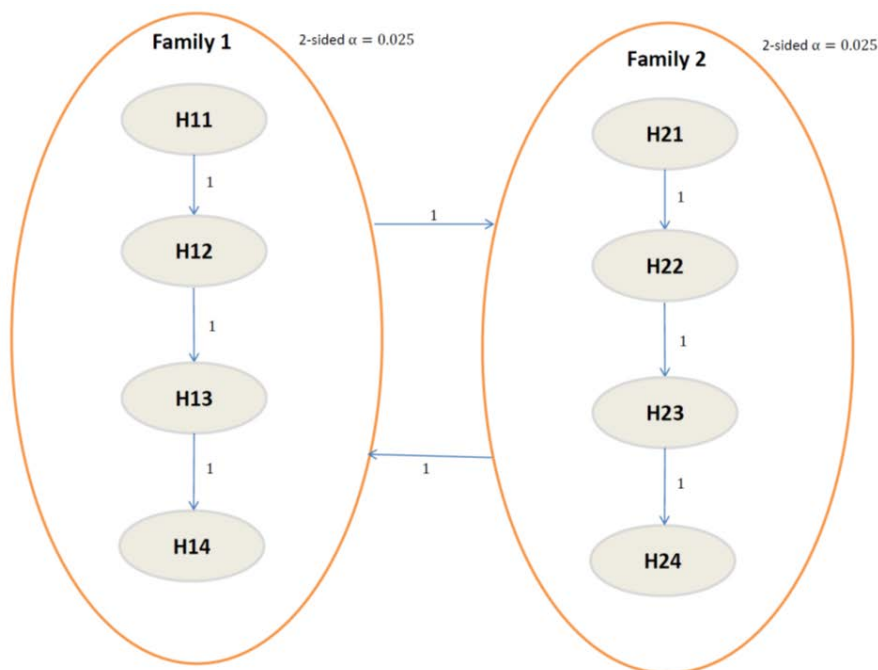 Family 1
2-sided α = 0.025
H11
1
H12
1
H13
1
H14
1
1
Family 2
2-sided α = 0.025
H21
1
H22
1
H23
1
H24